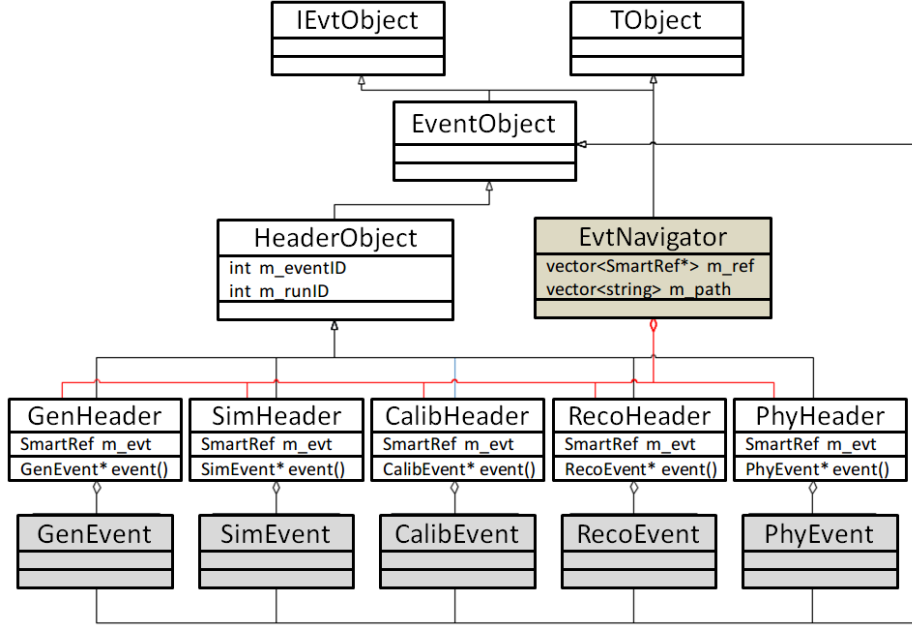 IEvtObject
TObject
EventObject
HeaderObject
int m_eventID
int m_runID
EvtNavigator
vector<SmartRef*> m_ref
vector<string> m_path
GenHeader
SmartRef m_evt
GenEvent* event()
SimHeader
SmartRef m_evt
SimEvent* event()
CalibHeader
SmartRef m_evt
CalibEvent* event()
RecoHeader
SmartRef m_evt
RecoEvent* event()
PhyHeader
SmartRef m_evt
PhyEvent* event()
GenEvent
SimEvent
CalibEvent
RecoEvent
PhyEvent